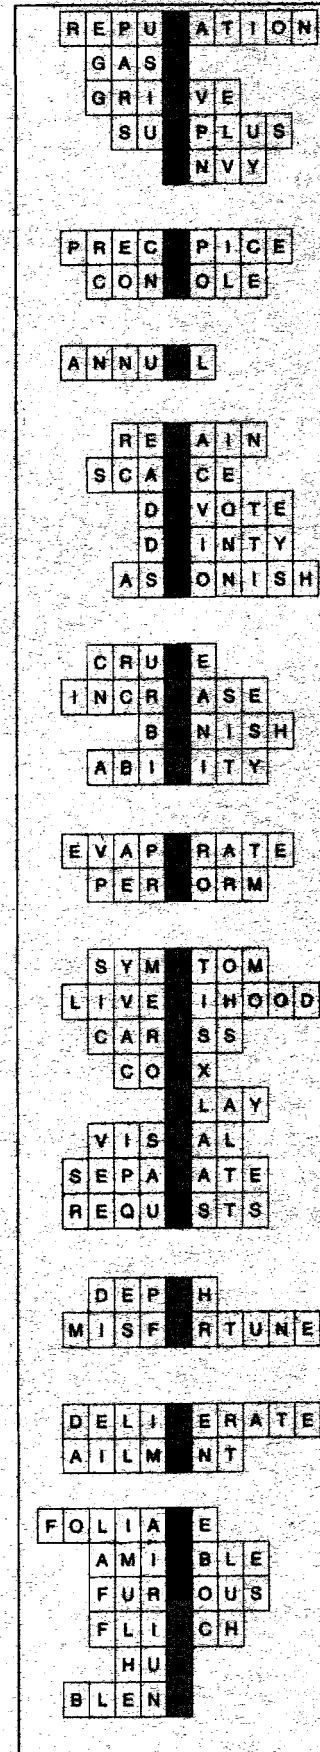 REPU ATION
GAS
GRI VE
SU PLUS
NVY
PREC PICE
CON OLE
ANNU L
RE AIN
SCA CE
D VOTE
D INTY
AS ONISH
CRU E
INCR ASE
B NISH
ABI ITY
EVAP RATE
PER ORM
SYM TOM
LIVE IHOOD
CAR SS
CO X
LAY
VIS AL
SEPA ATE
REQU STS
DEP H
MISF RTUNE
DELI ERATE
AILM NT
FOLIA E
AMI BLE
FUR OUS
FLI CH
HU
BLEN